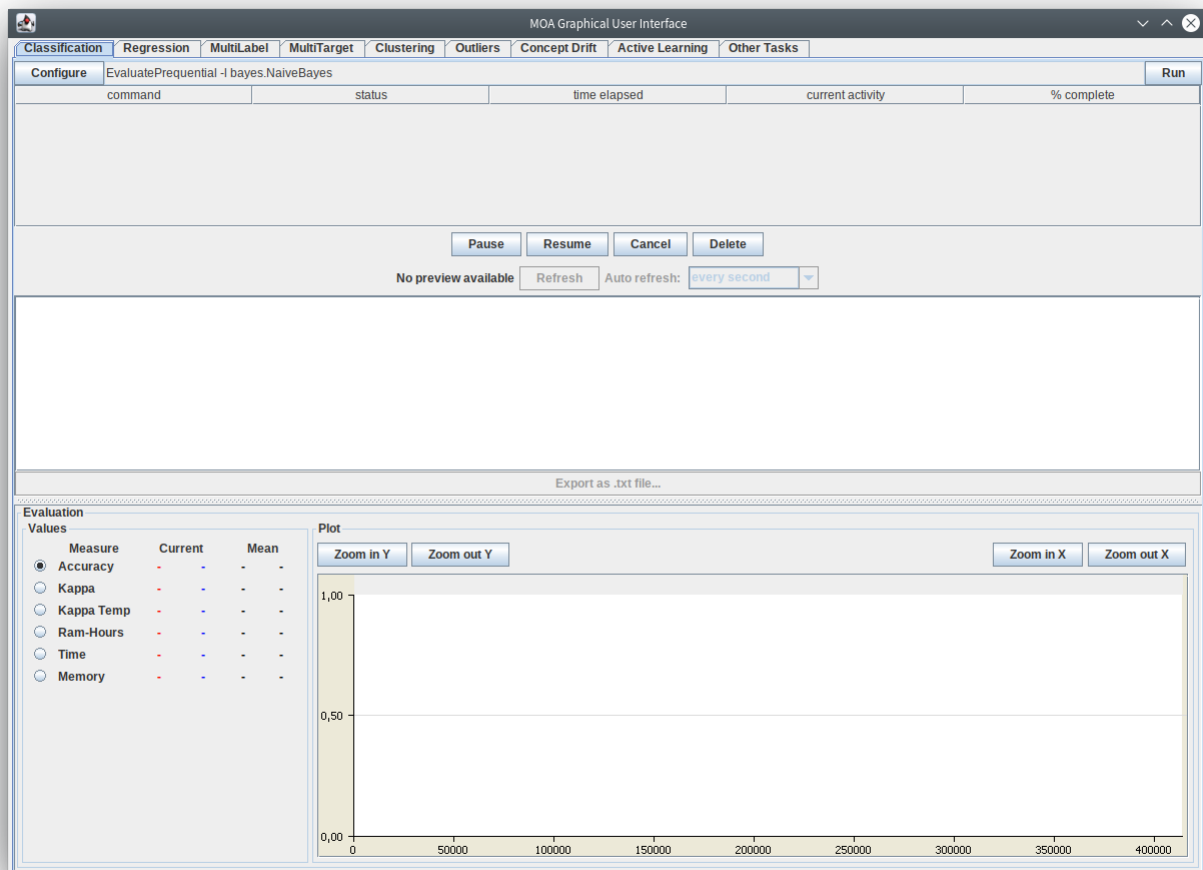 MOA Graphical User Interface
Classification Regression MultiLabel MultiTarget Clustering Outliers Concept Drift Active Learning Other Tasks
Configure EvaluatePrequential -l bayes.NaiveBayes Run
command status time elapsed current activity % complete
Pause Resume Cancel Delete
No preview available Refresh Auto refresh: every second
Export as .txt file...
Evaluation
Values Plot
Zoom in Y Zoom out Y Zoom in X Zoom out X
Measure Current Mean
Accuracy - - - -
Kappa - - - -
Kappa Temp - - - -
Ram-Hours - - - -
Time - - - -
Memory - - - -
1,00
0,50
0,00
0 50000 100000 150000 200000 250000 300000 350000 400000